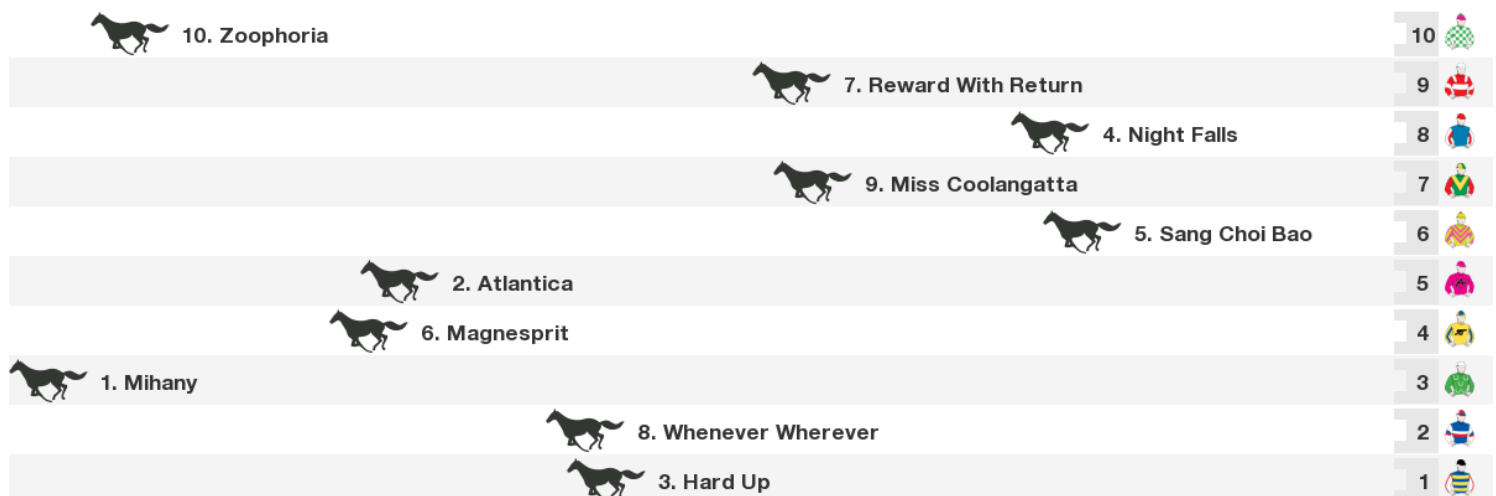 10. Zoophoria 10
7. Reward With Return 9
4. Night Falls 8
9. Miss Coolangatta 7
5. Sang Choi Bao 6
2. Atlantica 5
6. Magnesprit 4
1. Mihany 3
8. Whenever Wherever 2
3. Hard Up 1